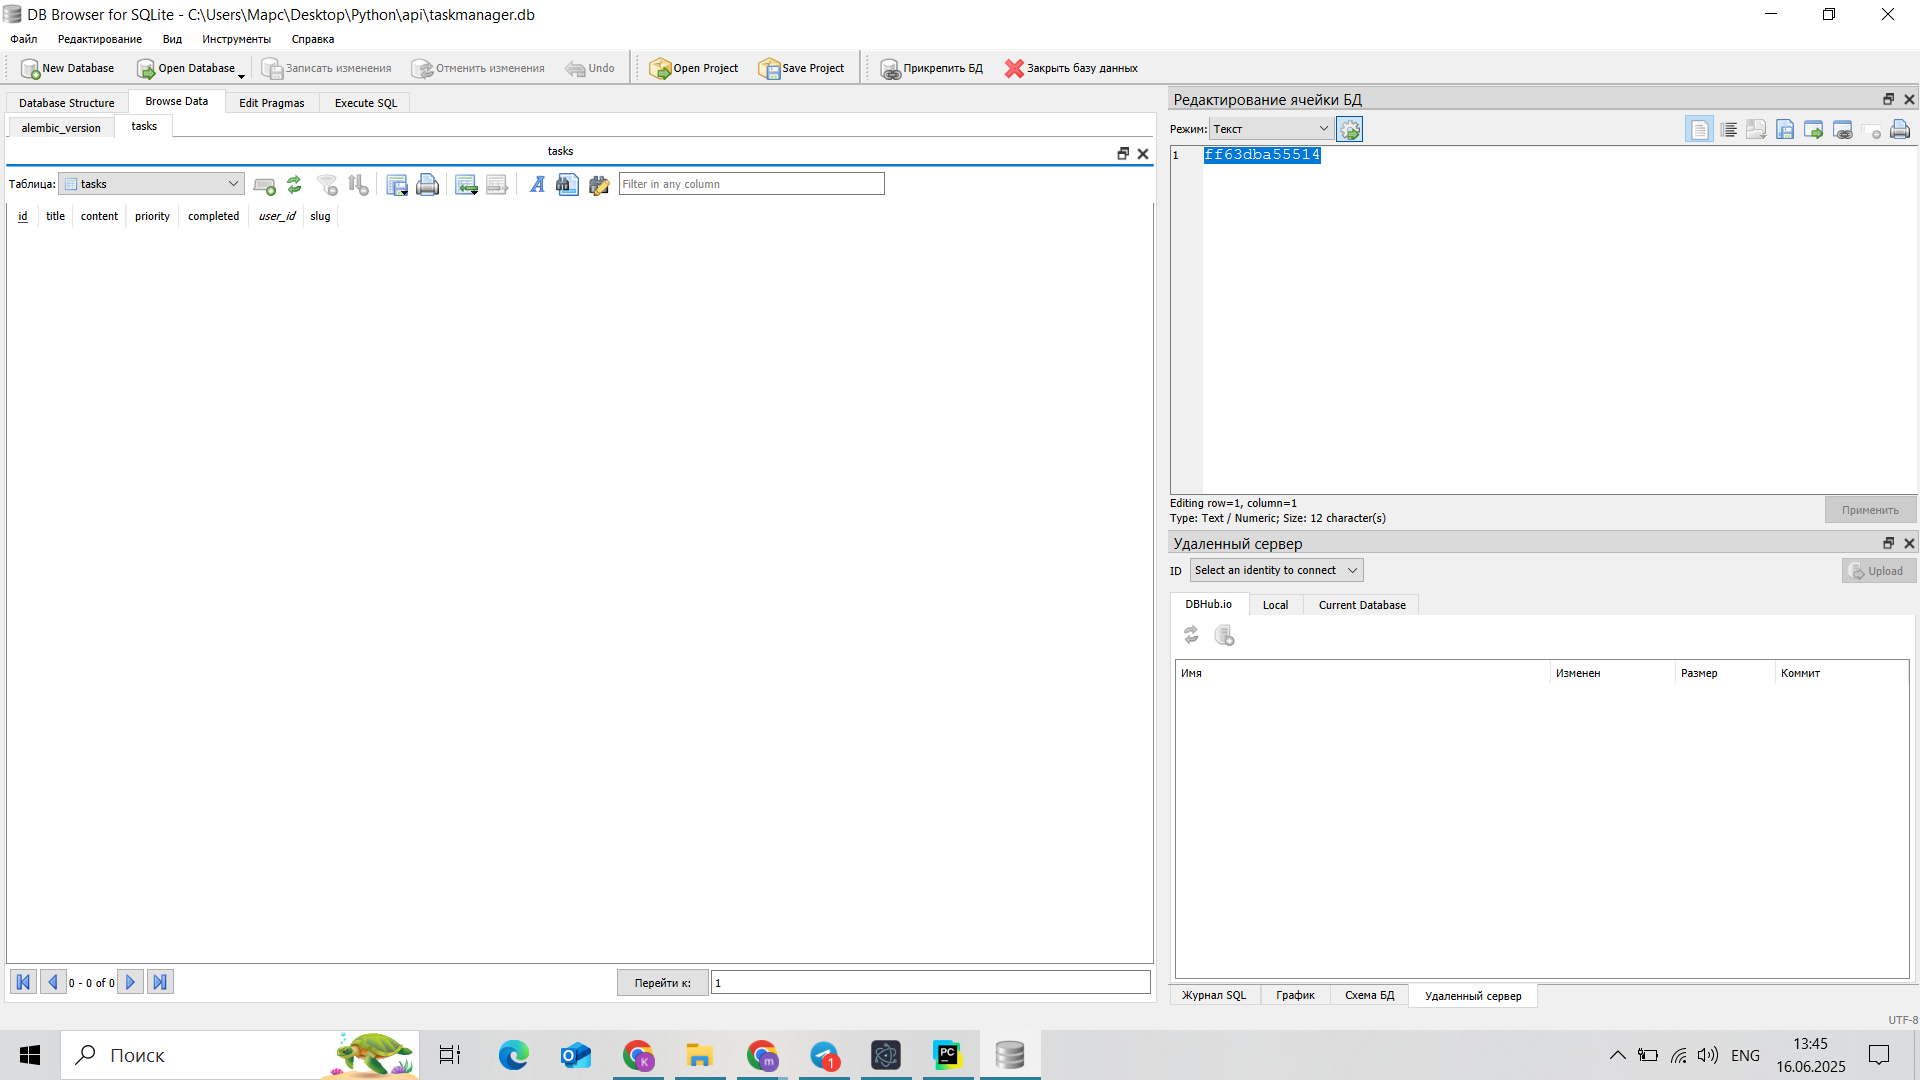 DB Browser for SQLite - C:\Users\Марс\Desktop\Python\api\taskmanager.db
Файл Редактирование Вид Инструменты Справка
New Database Open Database Записать изменения Отменить изменения Undo Open Project Save Project Прикрепить БД Закрыть базу данных
Database Structure Browse Data Edit Pragmas Execute SQL
alembic_version tasks
tasks
Таблица: tasks Filter in any column
id title content priority completed user_id slug
0 - 0 of 0 Перейти к: 1
Редактирование ячейки БД
Режим: Текст
1 ff63dba55514
Editing row=1, column=1
Type: Text / Numeric; Size: 12 character(s)
Применить
Удаленный сервер
ID Select an identity to connect Upload
DBHub.io Local Current Database
Имя Изменен Размер Коммит
Журнал SQL График Схема БД Удаленный сервер
UTF-8
Поиск
K
m
1
PC
ENG
13:45
16.06.2025